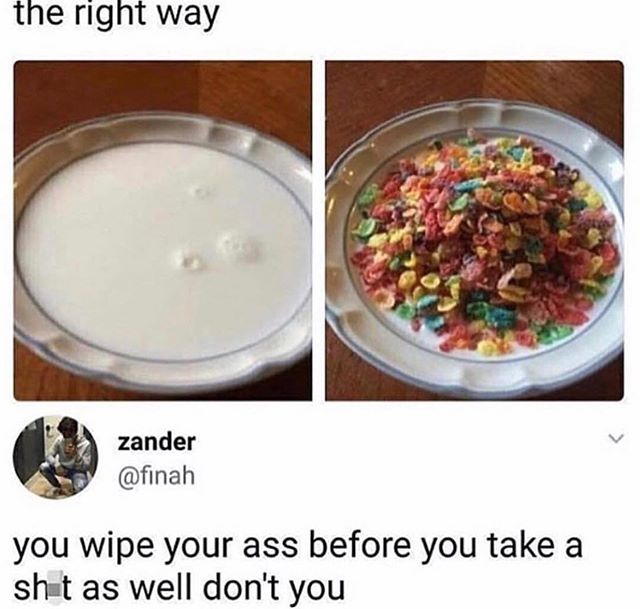 the right way
zander
@finah
you wipe your ass before you take a
sh t as well don't you